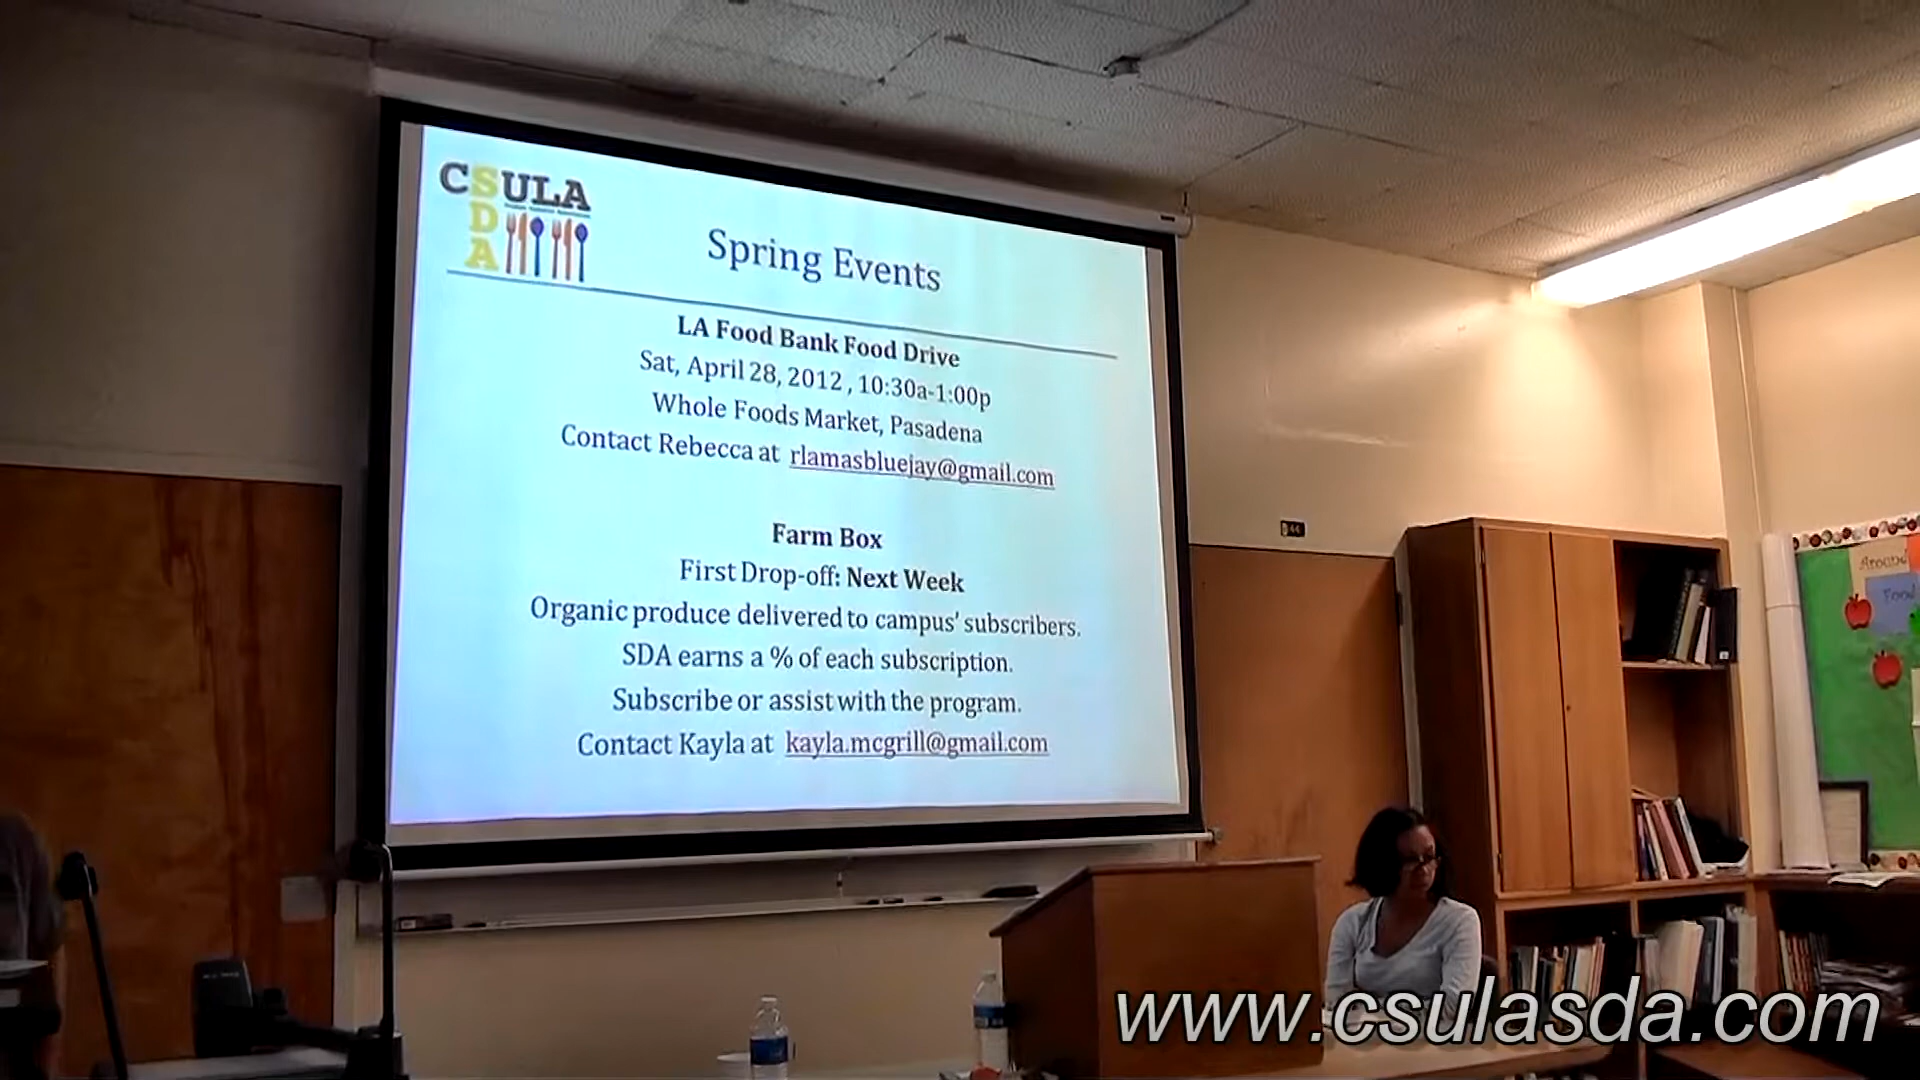 CSULA
SDA
Spring Events
LA Food Bank Food Drive
Sat, April 28, 2012 , 10:30a-1:00p
Whole Foods Market, Pasadena
Contact Rebecca at rlamasbluejay@gmail.com
Farm Box
First Drop-off: Next Week
Organic produce delivered to campus' subscribers.
SDA earns a % of each subscription.
Subscribe or assist with the program.
Contact Kayla at kayla.mcgrill@gmail.com
Around
Food
www.csulasda.com